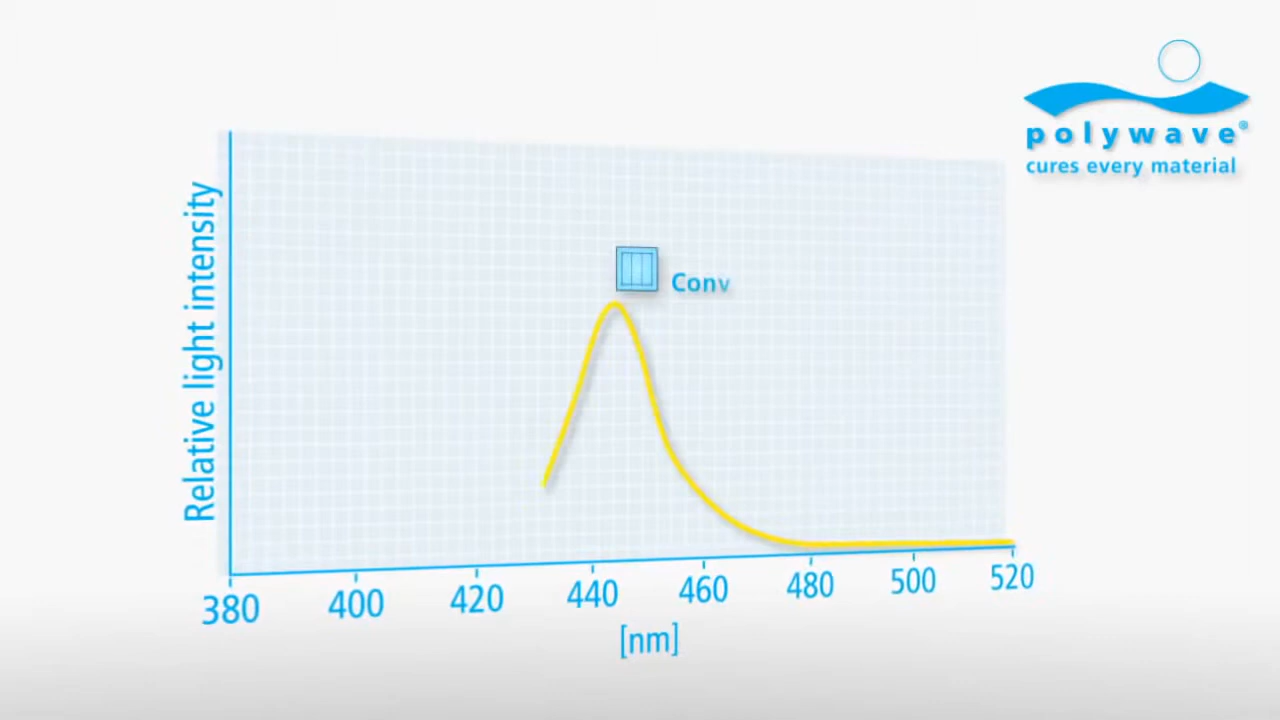 polywave®
cures every material
Relative light intensity
Conv
380 400 420 440 460 480 500 520
[nm]